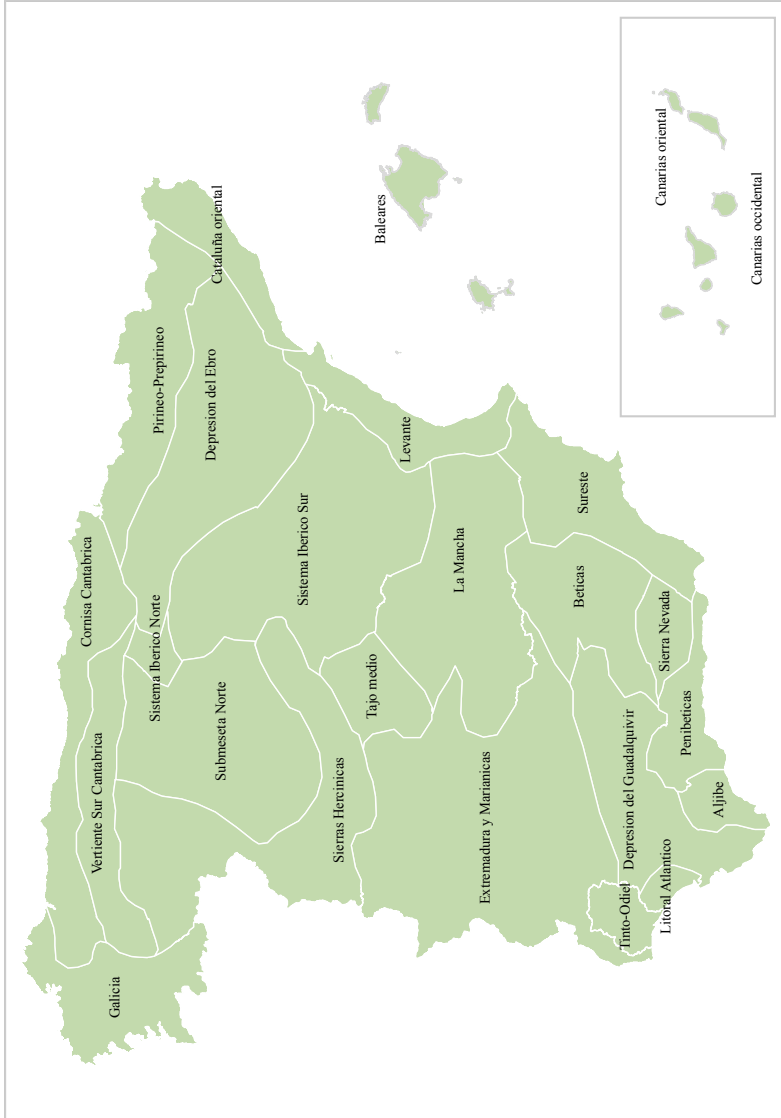 Galicia
Vertiente Sur Cantabrica
Cornisa Cantabrica
Pirineo-Prepirineo
Cataluña oriental
Sistema Iberico Norte
Depresion del Ebro
Submeseta Norte
Baleares
Sistema Iberico Sur
Sierras Hercinicas
Tajo medio
Levante
La Mancha
Extremadura y Marianicas
Sureste
Beticas
Depresion del Guadalquivir
Tinto-Odiel
Sierra Nevada
Litoral Atlantico
Penibeticas
Aljibe
Canarias oriental
Canarias occidental